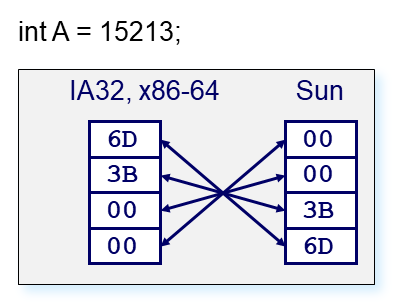 int A = 15213;
IA32, x86-64 Sun
6D 00
3B 00
00 3B
00 6D